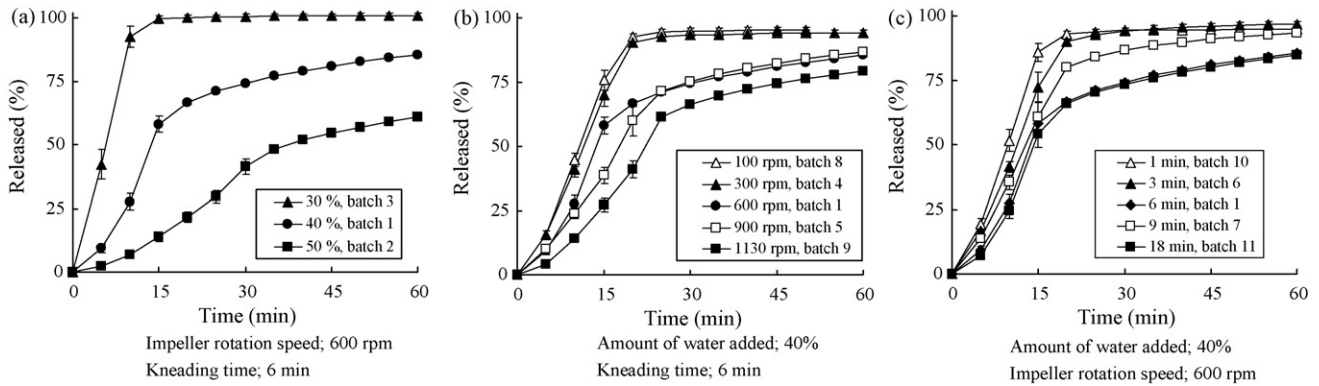 (a)
Released (%)
100
75
50
25
0
30 %, batch 3
40 %, batch 1
50 %, batch 2
0 15 30 45 60
Time (min)
Impeller rotation speed; 600 rpm
Kneading time; 6 min
(b)
Released (%)
100
75
50
25
0
100 rpm, batch 8
300 rpm, batch 4
600 rpm, batch 1
900 rpm, batch 5
1130 rpm, batch 9
0 15 30 45 60
Time (min)
Amount of water added; 40%
Kneading time; 6 min
(c)
Released (%)
100
75
50
25
0
1 min, batch 10
3 min, batch 6
6 min, batch 1
9 min, batch 7
18 min, batch 11
0 15 30 45 60
Time (min)
Amount of water added; 40%
Impeller rotation speed; 600 rpm